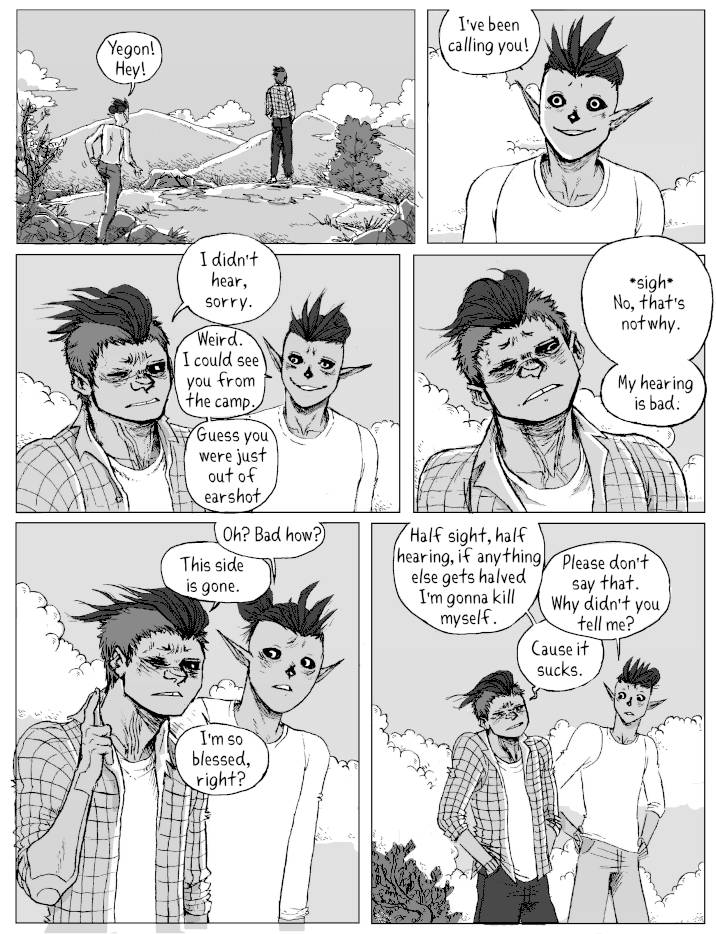 Yegon!
Hey!
I've been
calling you!
I didn't
hear,
sorry.
Weird.
I could see
you from
the camp.
Guess you
were just
out of
earshot
*sigh*
No, that's
not why.
My hearing
is bad.
Oh? Bad how?
This side
is gone.
I'm so
blessed,
right?
Half sight, half
hearing, if anything
else gets halved
I'm gonna kill
myself.
Please don't
say that.
Why didn't you
tell me?
Cause it
sucks.